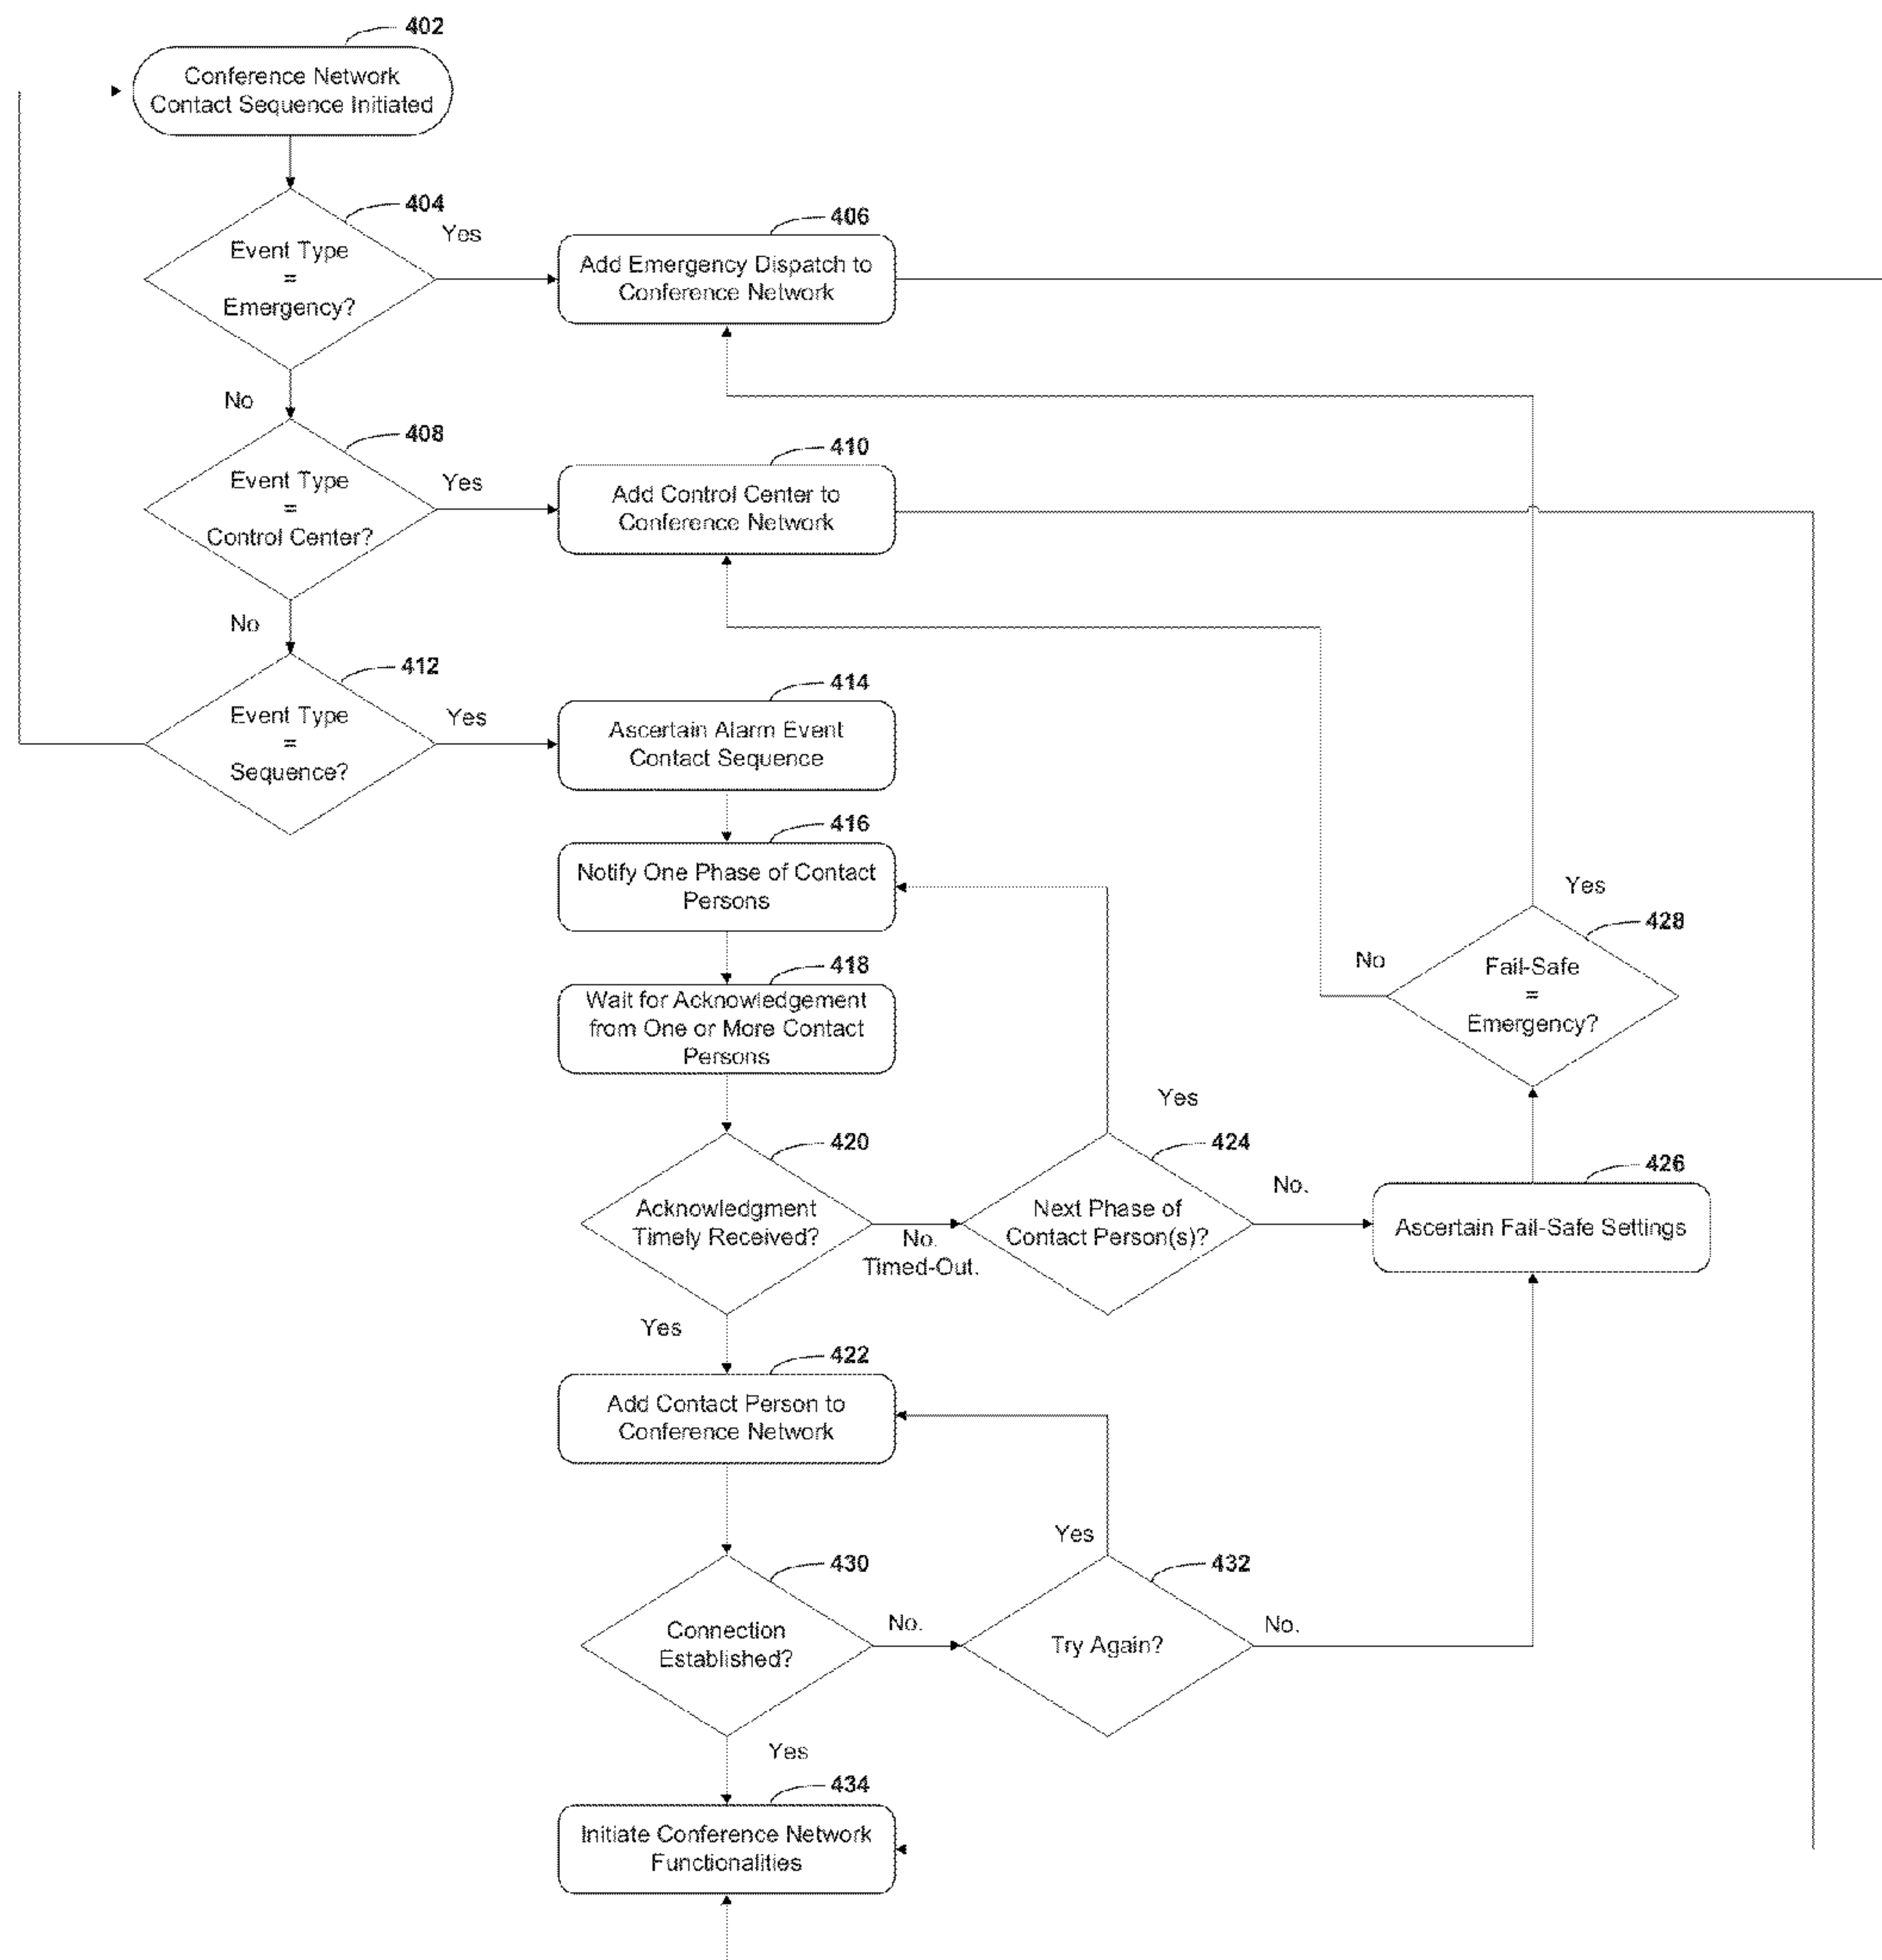 402
Conference Network
Contact Sequence Initiated
404
Event Type
=
Emergency?
Yes
406
Add Emergency Dispatch to
Conference Network
No
408
Event Type
=
Control Center?
Yes
410
Add Control Center to
Conference Network
No
412
Event Type
=
Sequence?
Yes
414
Ascertain Alarm Event
Contact Sequence
416
Notify One Phase of Contact
Persons
418
Wait for Acknowledgement
from One or More Contact
Persons
Yes
428
No
Fail-Safe
=
Emergency?
420
Acknowledgment
Timely Received?
No.
Timed-Out.
Yes
424
Next Phase of
Contact Person(s)?
No.
426
Ascertain Fail-Safe Settings
Yes
422
Add Contact Person to
Conference Network
430
Connection
Established?
No.
Yes
432
Try Again?
No.
Yes
434
Initiate Conference Network
Functionalities